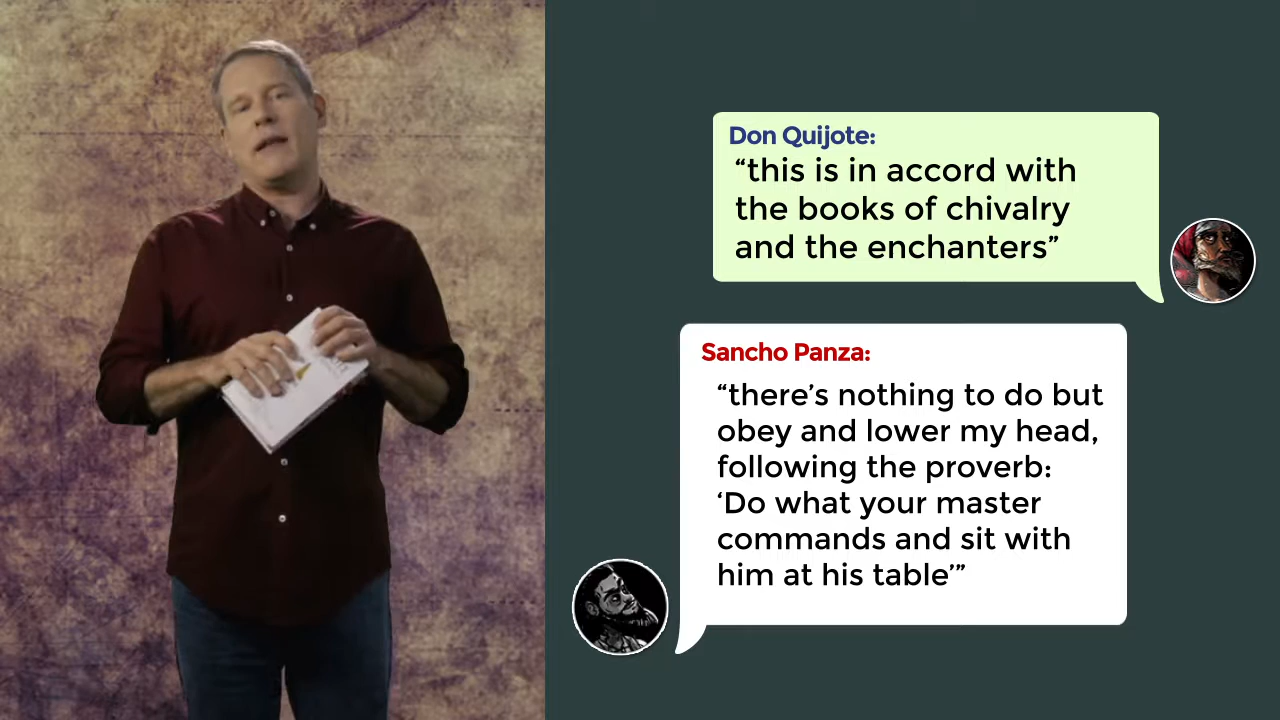 Don Quijote:
“this is in accord with
the books of chivalry
and the enchanters”
Sancho Panza:
“there’s nothing to do but
obey and lower my head,
following the proverb:
‘Do what your master
commands and sit with
him at his table’”